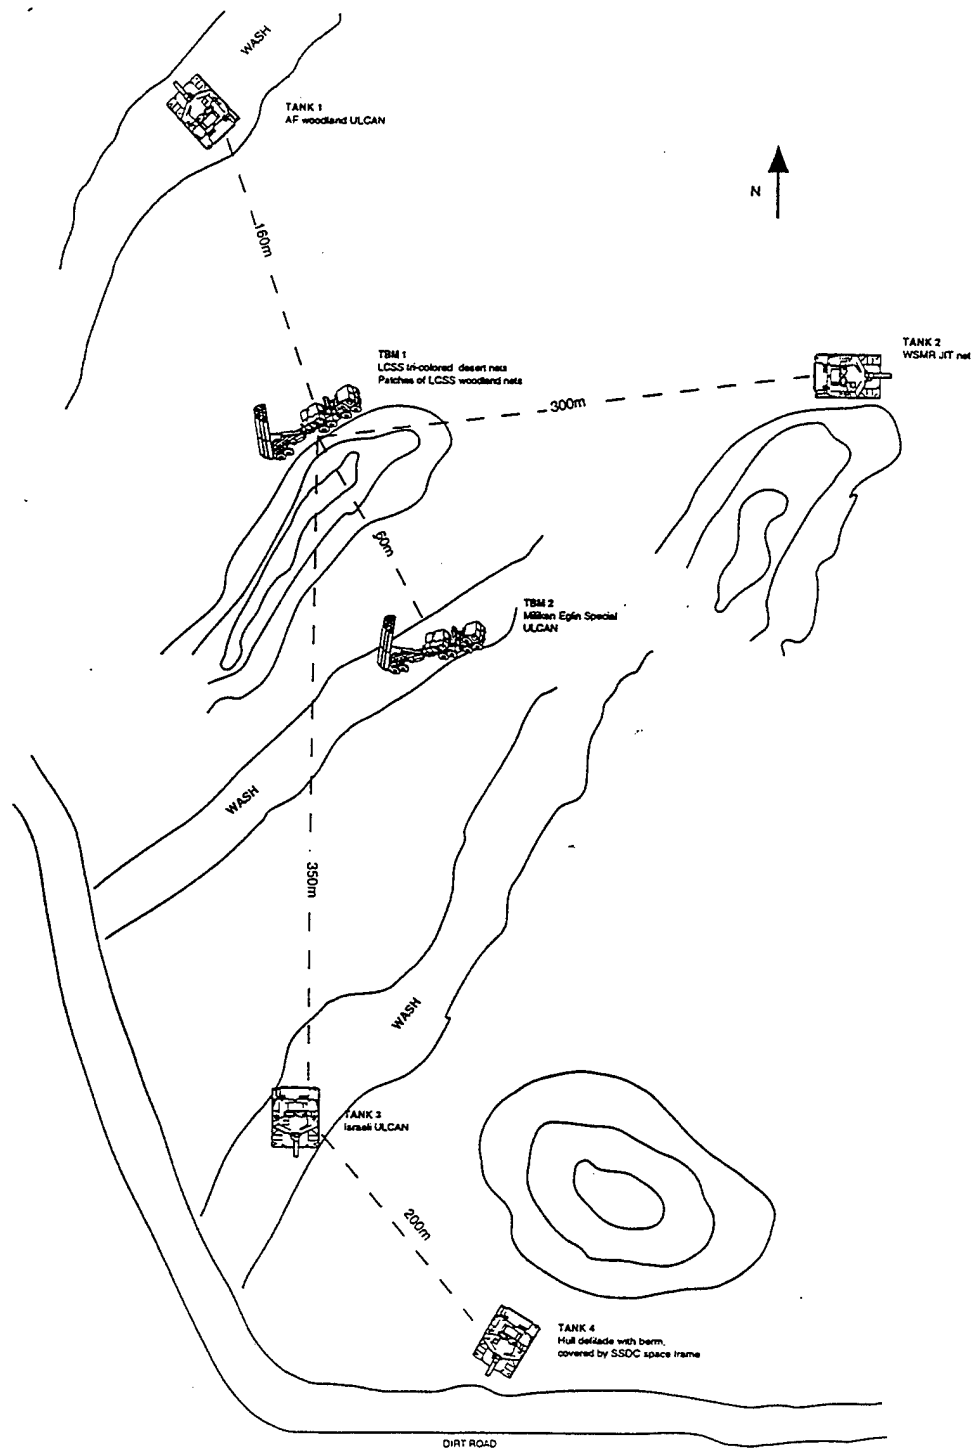 WASH
TANK 1
AF woodland ULCAN
N
160m
TANK 2
WSMR JIT net
TBM 1
LCSS tri-colored desert nets
Patches of LCSS woodland nets
300m
60m
TBM 2
Milliken Eglin Special
ULCAN
WASH
350m
WASH
TANK 3
Israeli ULCAN
200m
TANK 4
Hull defilade with berm,
covered by SSDC space frame
DIRT ROAD